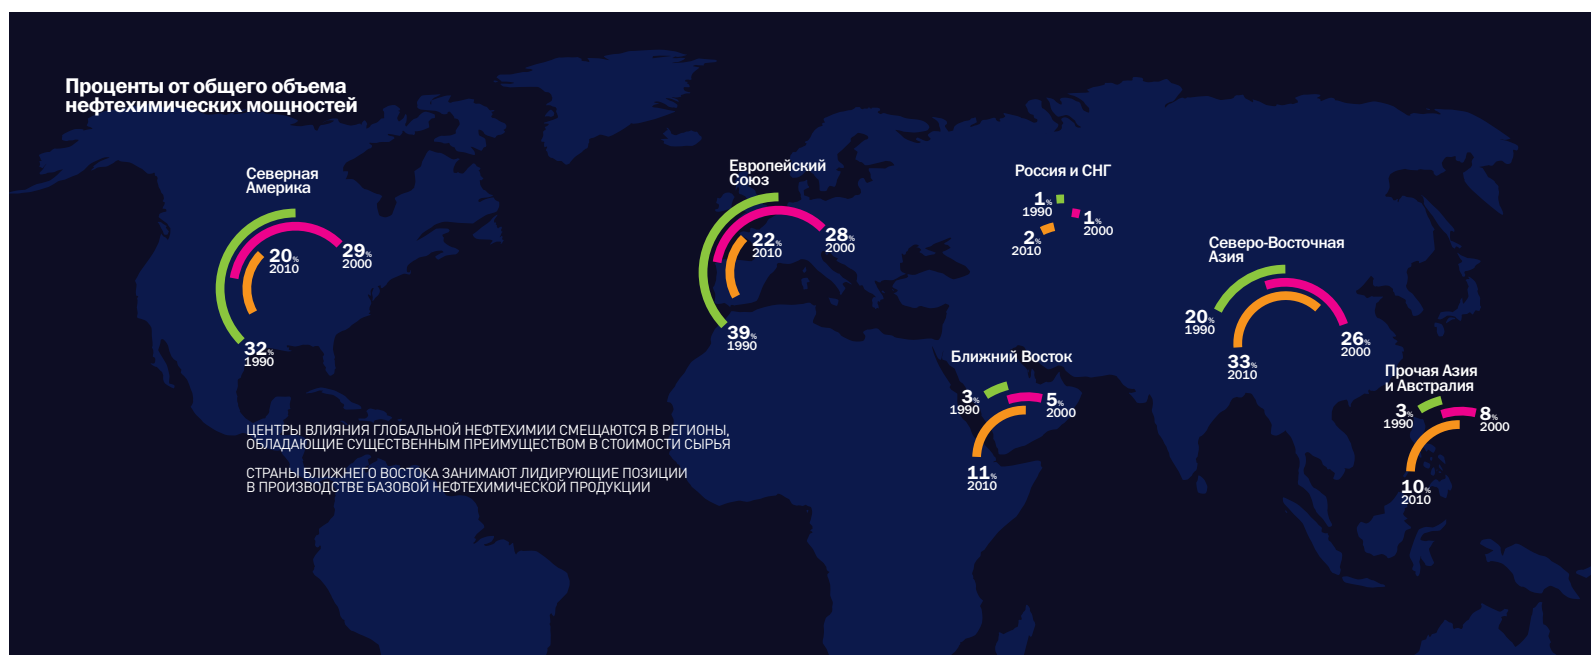 Проценты от общего объема
нефтехимических мощностей
Северная
Америка
20%
2010
29%
2000
32%
1990
Европейский
Союз
22%
2010
28%
2000
39%
1990
Россия и СНГ
1%
1990
1%
2000
2%
2010
Северо-Восточная
Азия
20%
1990
26%
2000
33%
2010
Ближний Восток
3%
1990
5%
2000
11%
2010
Прочая Азия
и Австралия
3%
1990
8%
2000
10%
2010
ЦЕНТРЫ ВЛИЯНИЯ ГЛОБАЛЬНОЙ НЕФТЕХИМИИ СМЕЩАЮТСЯ В РЕГИОНЫ,
ОБЛАДАЮЩИЕ СУЩЕСТВЕННЫМ ПРЕИМУЩЕСТВОМ В СТОИМОСТИ СЫРЬЯ
СТРАНЫ БЛИЖНЕГО ВОСТОКА ЗАНИМАЮТ ЛИДИРУЮЩИЕ ПОЗИЦИИ
В ПРОИЗВОДСТВЕ БАЗОВОЙ НЕФТЕХИМИЧЕСКОЙ ПРОДУКЦИИ